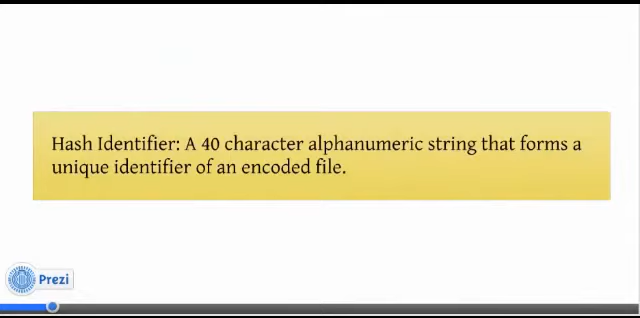 Hash Identifier: A 40 character alphanumeric string that forms a
unique identifier of an encoded file.
Prezi